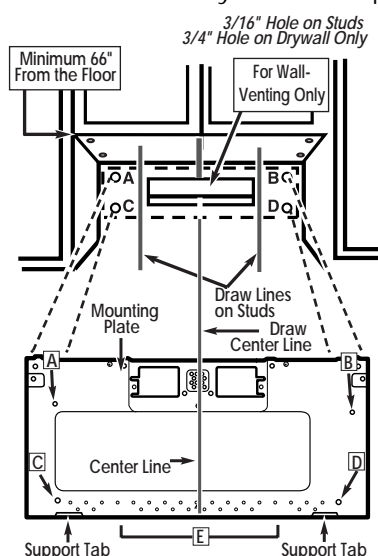 3/16" Hole on Studs
3/4" Hole on Drywall Only
Minimum 66"
From the Floor
For Wall-
Venting Only
A
B
C
D
Draw Lines
on Studs
Mounting
Plate
Draw
Center Line
A
B
Center Line
C
D
E
Support Tab
Support Tab